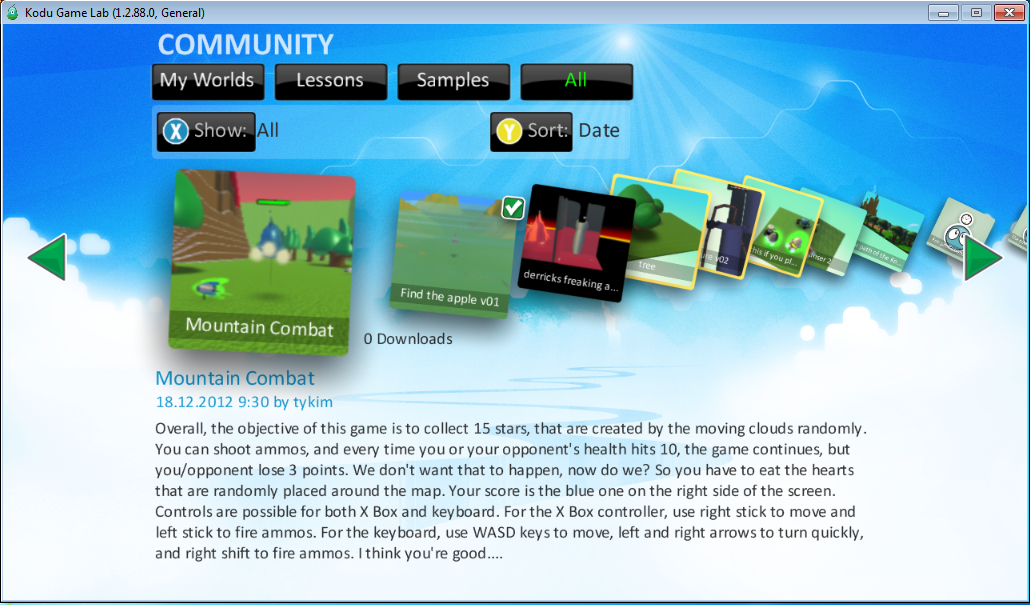 Kodu Game Lab (1.2.88.0, General)
COMMUNITY
My Worlds Lessons Samples All
X Show: All Y Sort: Date
Mountain Combat
Find the apple v01
derricks freaking a...
tree
v02
0 Downloads
Mountain Combat
18.12.2012 9:30 by tykim
Overall, the objective of this game is to collect 15 stars, that are created by the moving clouds randomly.
You can shoot ammos, and every time you or your opponent's health hits 10, the game continues, but
you/opponent lose 3 points. We don't want that to happen, now do we? So you have to eat the hearts
that are randomly placed around the map. Your score is the blue one on the right side of the screen.
Controls are possible for both X Box and keyboard. For the X Box controller, use right stick to move and
left stick to fire ammos. For the keyboard, use WASD keys to move, left and right arrows to turn quickly,
and right shift to fire ammos. I think you're good....